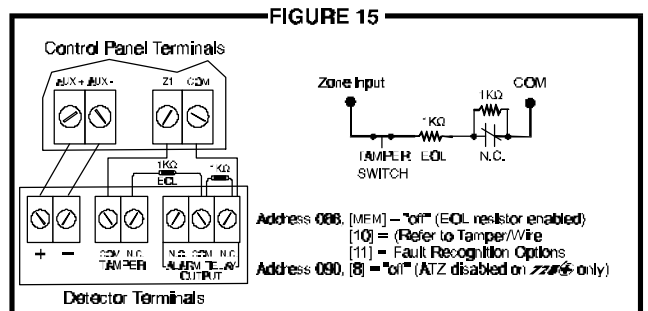 FIGURE 15
Control Panel Terminals
AUX+ AUX- Z1 COM
Zone Input COM
1KΩ
1KΩ
TAMPER EOL N.C.
SWITCH
1KΩ
EOL
1KΩ
+ - COM N.C. N.O. COM N.C.
TAMPER ALARM RELAY
OUTPUT
Detector Terminals
Address 086, [MEM] = "off" (EOL resistor enabled)
[10] = (Refer to Tamper/Wire
[11] = Fault Recognition Options
Address 090, [8] = "off" (ATZ disabled on only)